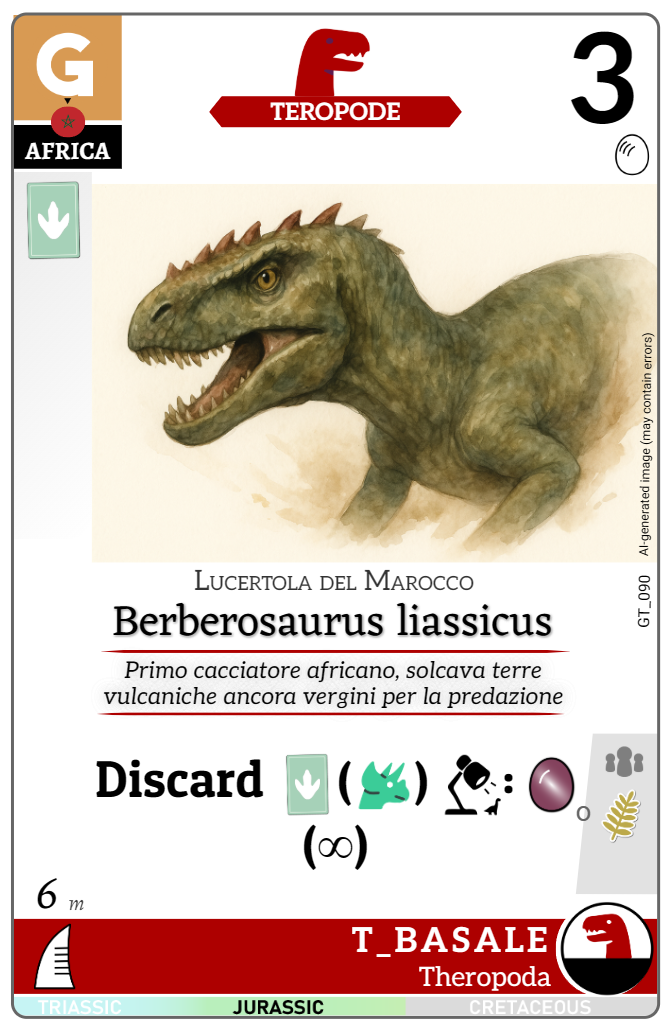 G
AFRICA
TEROPODE
3
AI-generated image (may contain errors)
GT_090
Lucertola del Marocco
Berberosaurus liassicus
Primo cacciatore africano, solcava terre
vulcaniche ancora vergini per la predazione
Discard ( ) : o
(∞)
6 m
T_BASALE
Theropoda
TRIASSIC JURASSIC CRETACEOUS